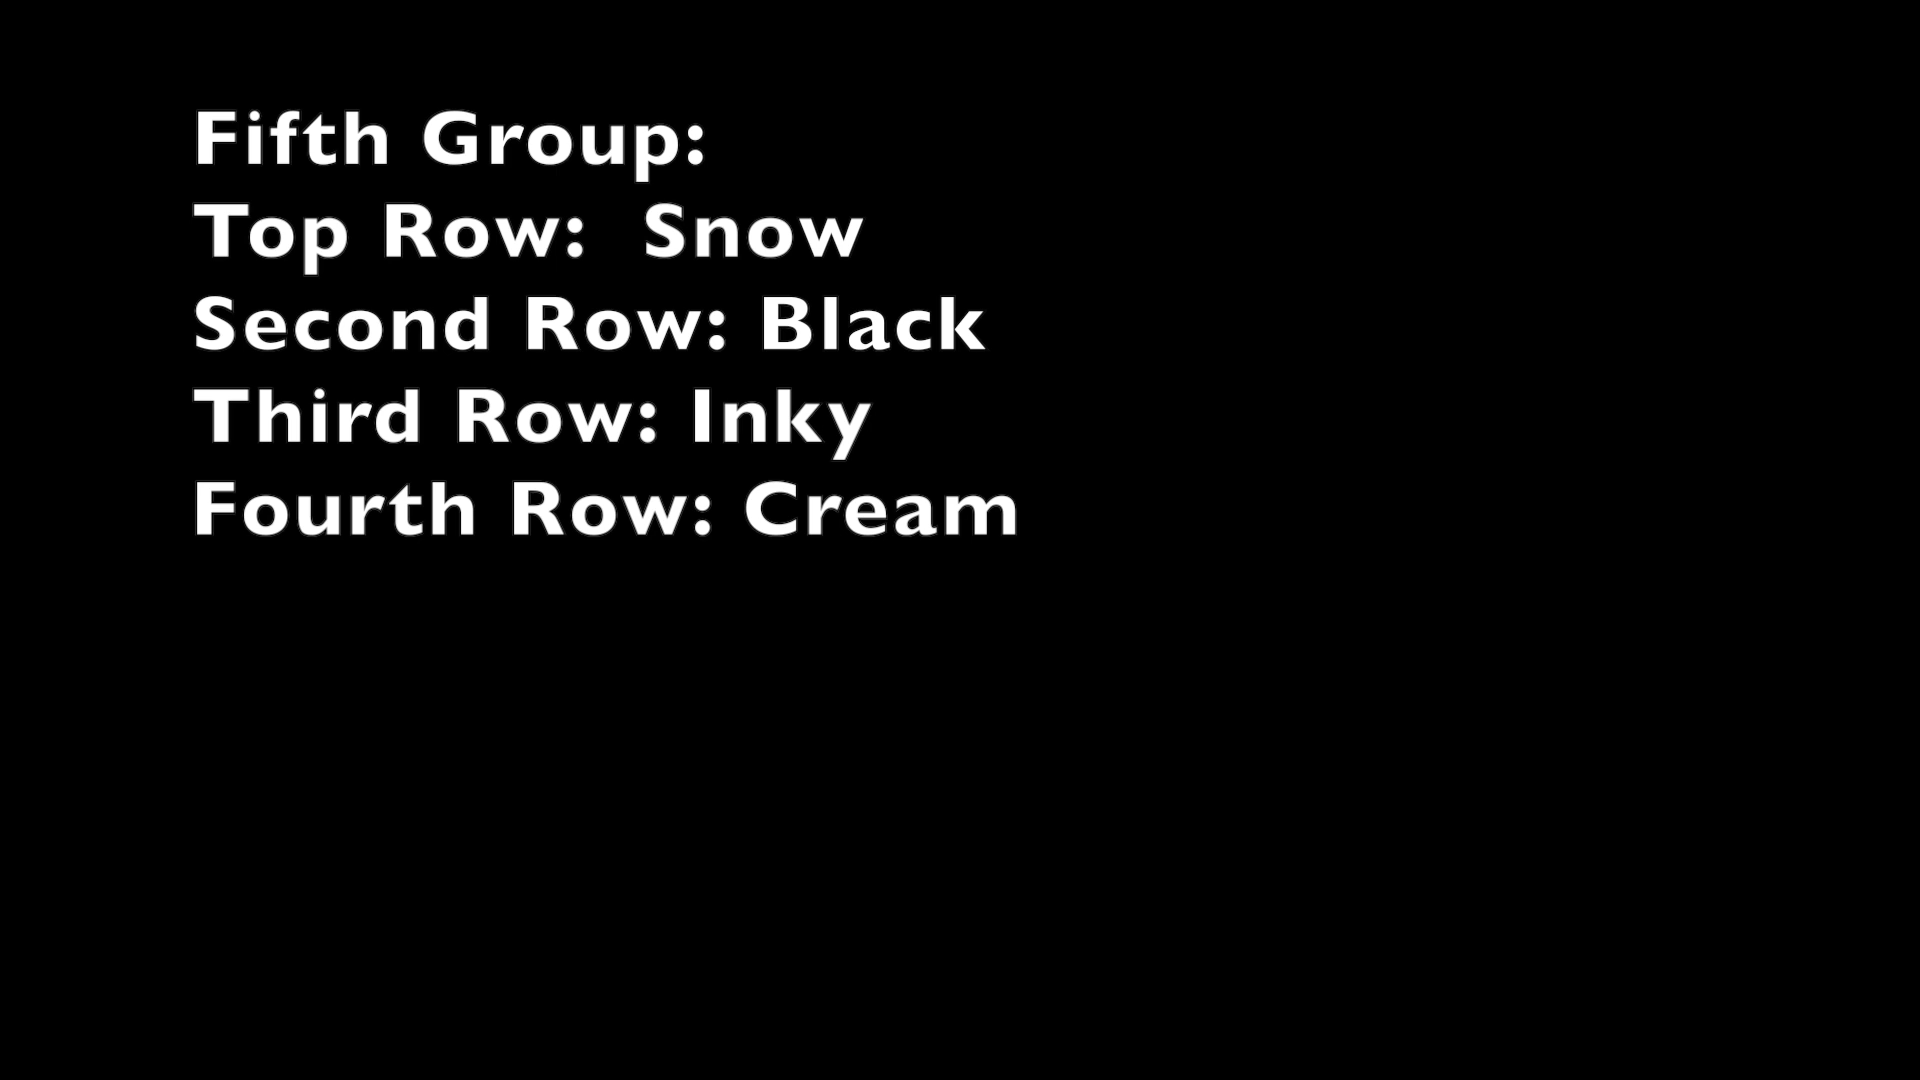 Fifth Group:
Top Row:  Snow
Second Row: Black
Third Row: Inky
Fourth Row: Cream